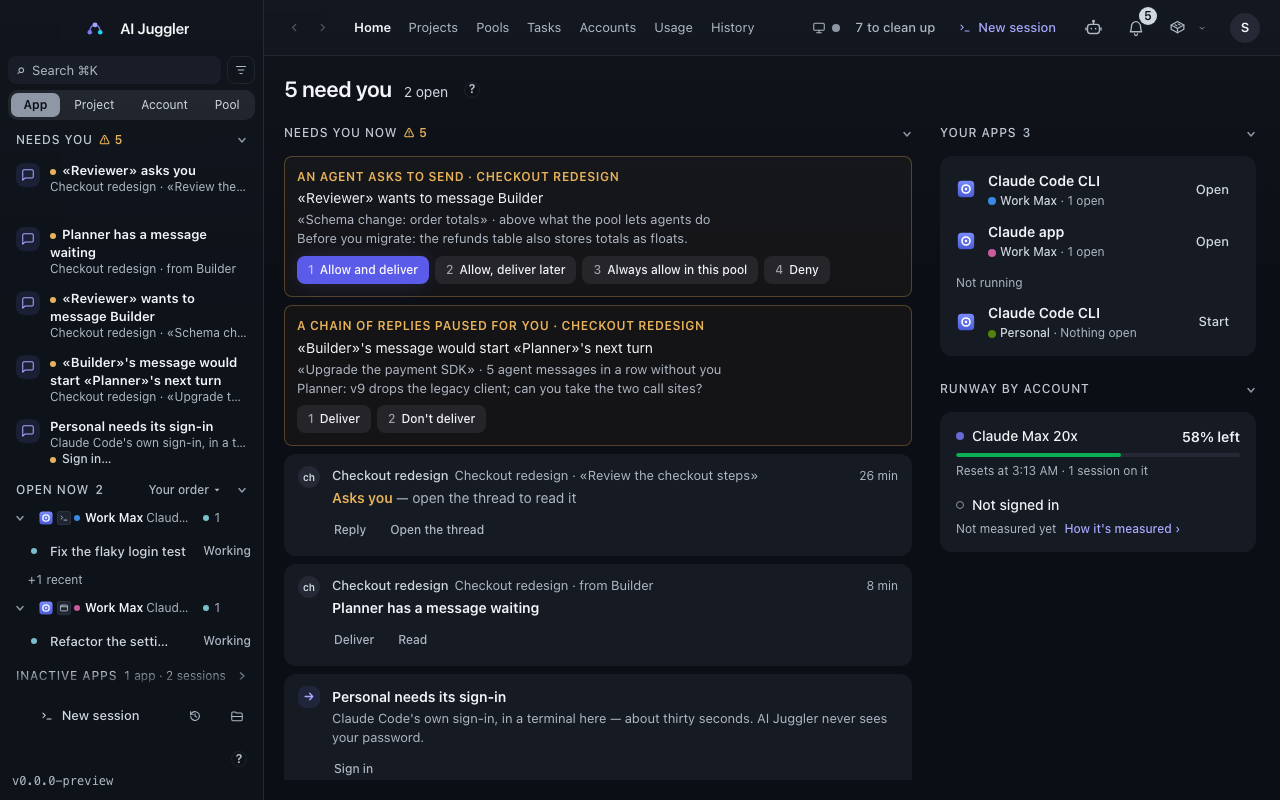 AI Juggler
Search ⌘K
App Project Account Pool
NEEDS YOU 5
«Reviewer» asks you
Checkout redesign · «Review the…
Planner has a message
waiting
Checkout redesign · from Builder
«Reviewer» wants to
message Builder
Checkout redesign · «Schema ch…
«Builder»'s message would
start «Planner»'s next turn
Checkout redesign · «Upgrade t…
Personal needs its sign-in
Claude Code's own sign-in, in a t…
Sign in…
OPEN NOW 2 Your order
Work Max Claud… 1
Fix the flaky login test Working
+1 recent
Work Max Claud… 1
Refactor the setti… Working
INACTIVE APPS 1 app · 2 sessions
New session
?
v0.0.0-preview
Home Projects Pools Tasks Accounts Usage History
7 to clean up
New session
5
S
5 need you 2 open ?
NEEDS YOU NOW 5
AN AGENT ASKS TO SEND · CHECKOUT REDESIGN
«Reviewer» wants to message Builder
«Schema change: order totals» · above what the pool lets agents do
Before you migrate: the refunds table also stores totals as floats.
1 Allow and deliver 2 Allow, deliver later 3 Always allow in this pool 4 Deny
A CHAIN OF REPLIES PAUSED FOR YOU · CHECKOUT REDESIGN
«Builder»'s message would start «Planner»'s next turn
«Upgrade the payment SDK» · 5 agent messages in a row without you
Planner: v9 drops the legacy client; can you take the two call sites?
1 Deliver 2 Don't deliver
ch Checkout redesign Checkout redesign · «Review the checkout steps» 26 min
Asks you — open the thread to read it
Reply Open the thread
ch Checkout redesign Checkout redesign · from Builder 8 min
Planner has a message waiting
Deliver Read
Personal needs its sign-in
Claude Code's own sign-in, in a terminal here — about thirty seconds. AI Juggler never sees
your password.
Sign in
YOUR APPS 3
Claude Code CLI
Work Max · 1 open
Open
Claude app
Work Max · 1 open
Open
Not running
Claude Code CLI
Personal · Nothing open
Start
RUNWAY BY ACCOUNT
Claude Max 20x 58% left
Resets at 3:13 AM · 1 session on it
Not signed in
Not measured yet How it's measured ›